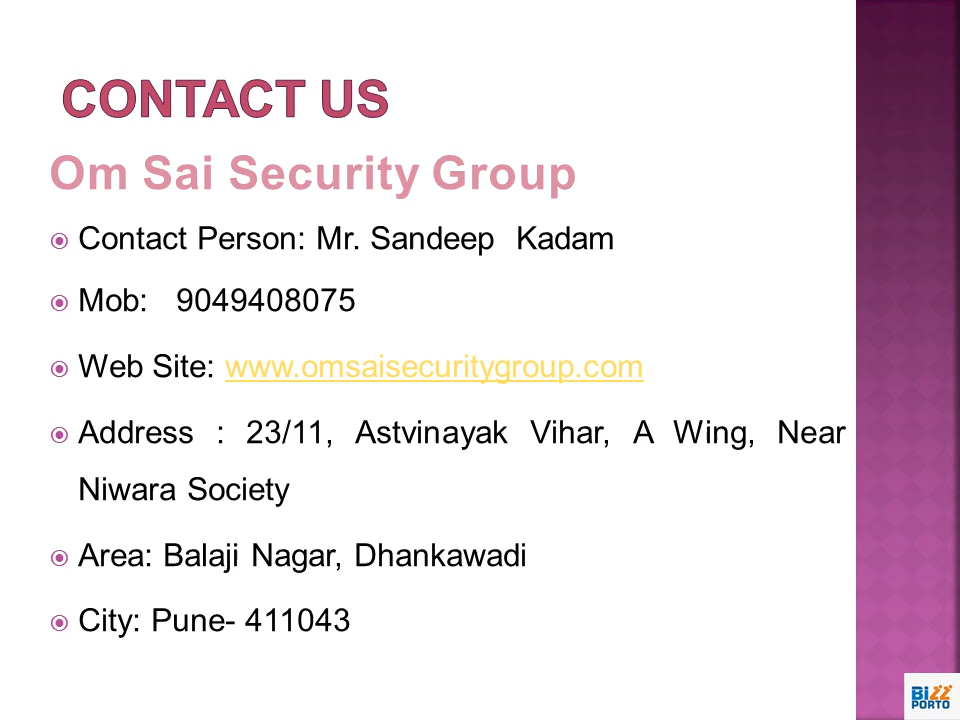 CONTACT US
Om Sai Security Group
Contact Person: Mr. Sandeep Kadam
Mob: 9049408075
Web Site: www.omsaisecuritygroup.com
Address : 23/11, Astvinayak Vihar, A Wing, Near
Niwara Society
Area: Balaji Nagar, Dhankawadi
City: Pune- 411043
BiZZ
PORTO